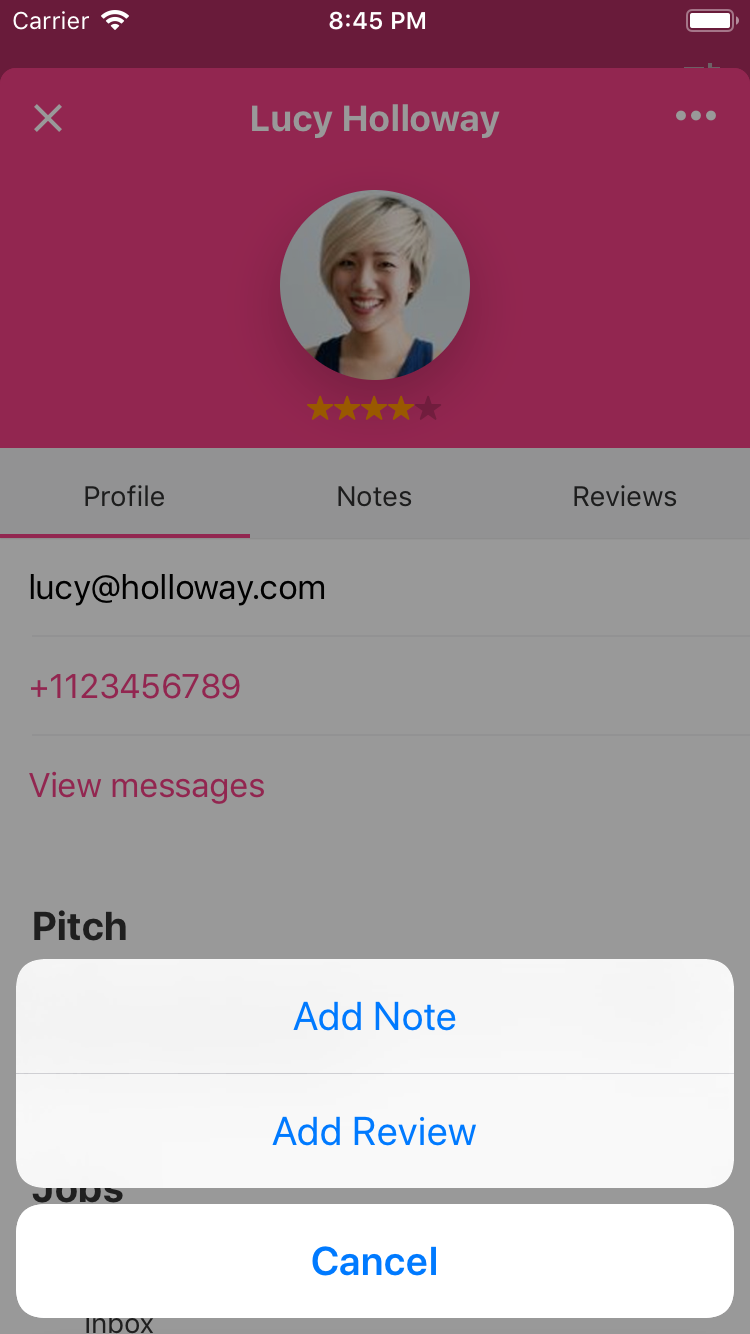 Carrier 8:45 PM
Lucy Holloway
Profile Notes Reviews
lucy@holloway.com
+1123456789
View messages
Pitch
Add Note
Add Review
Jobs
Cancel
Inbox